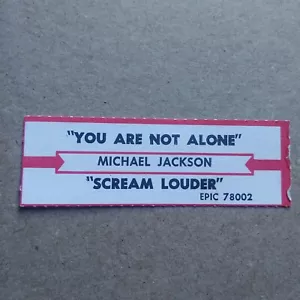 "YOU ARE NOT ALONE"
MICHAEL JACKSON
"SCREAM LOUDER"
EPIC 78002